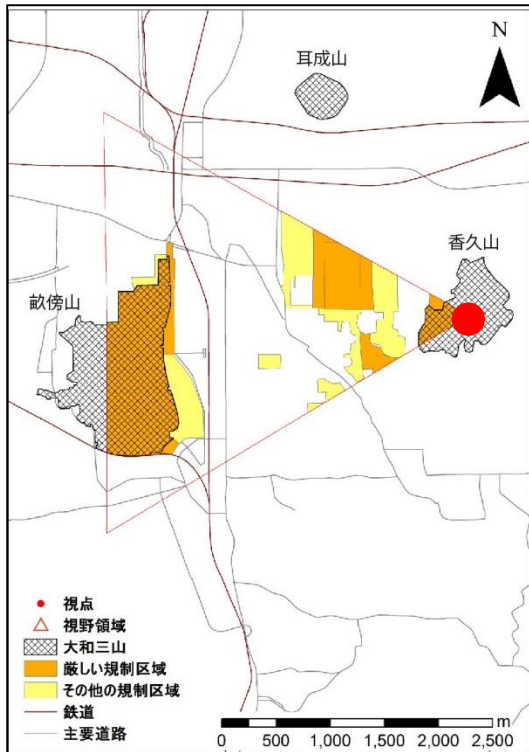 耳成山
N
香久山
畝傍山
視点
視野領域
大和三山
厳しい規制区域
その他の規制区域
鉄道
主要道路
m
0 500 1,000 1,500 2,000 2,500